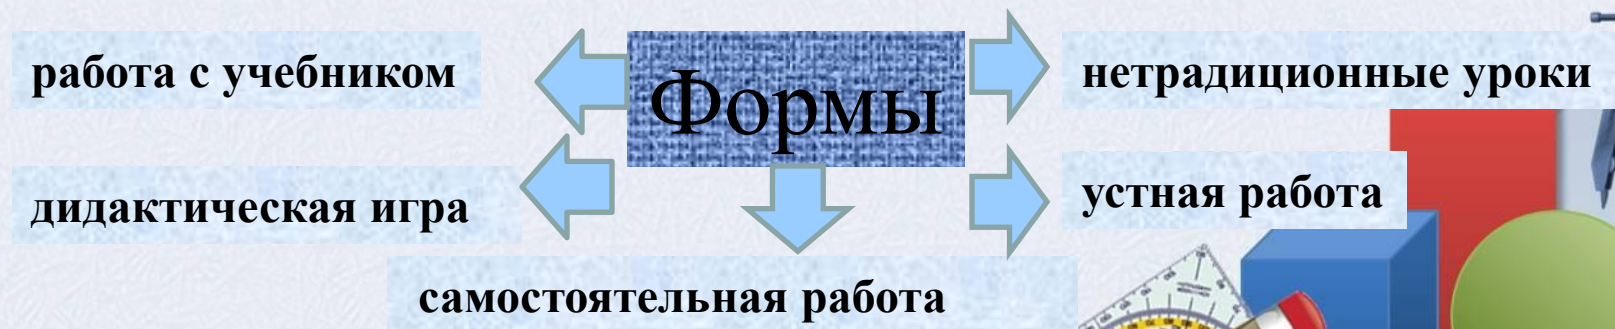 Формы
работа с учебником
нетрадиционные уроки
дидактическая игра
устная работа
самостоятельная работа